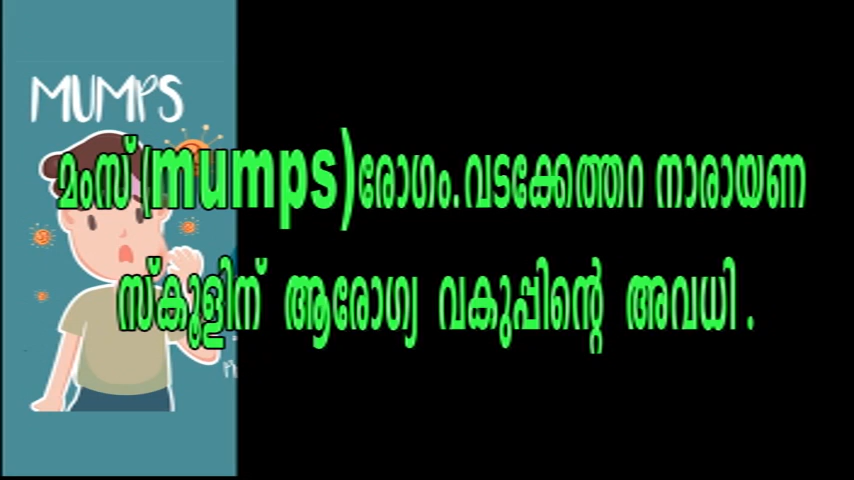 MUMPS
മംസ് (mumps)രോഗം.വടക്കേത്തറ നാരായണ
സ്കൂളിന് ആരോഗ്യ വകുപ്പിന്റെ അവധി .